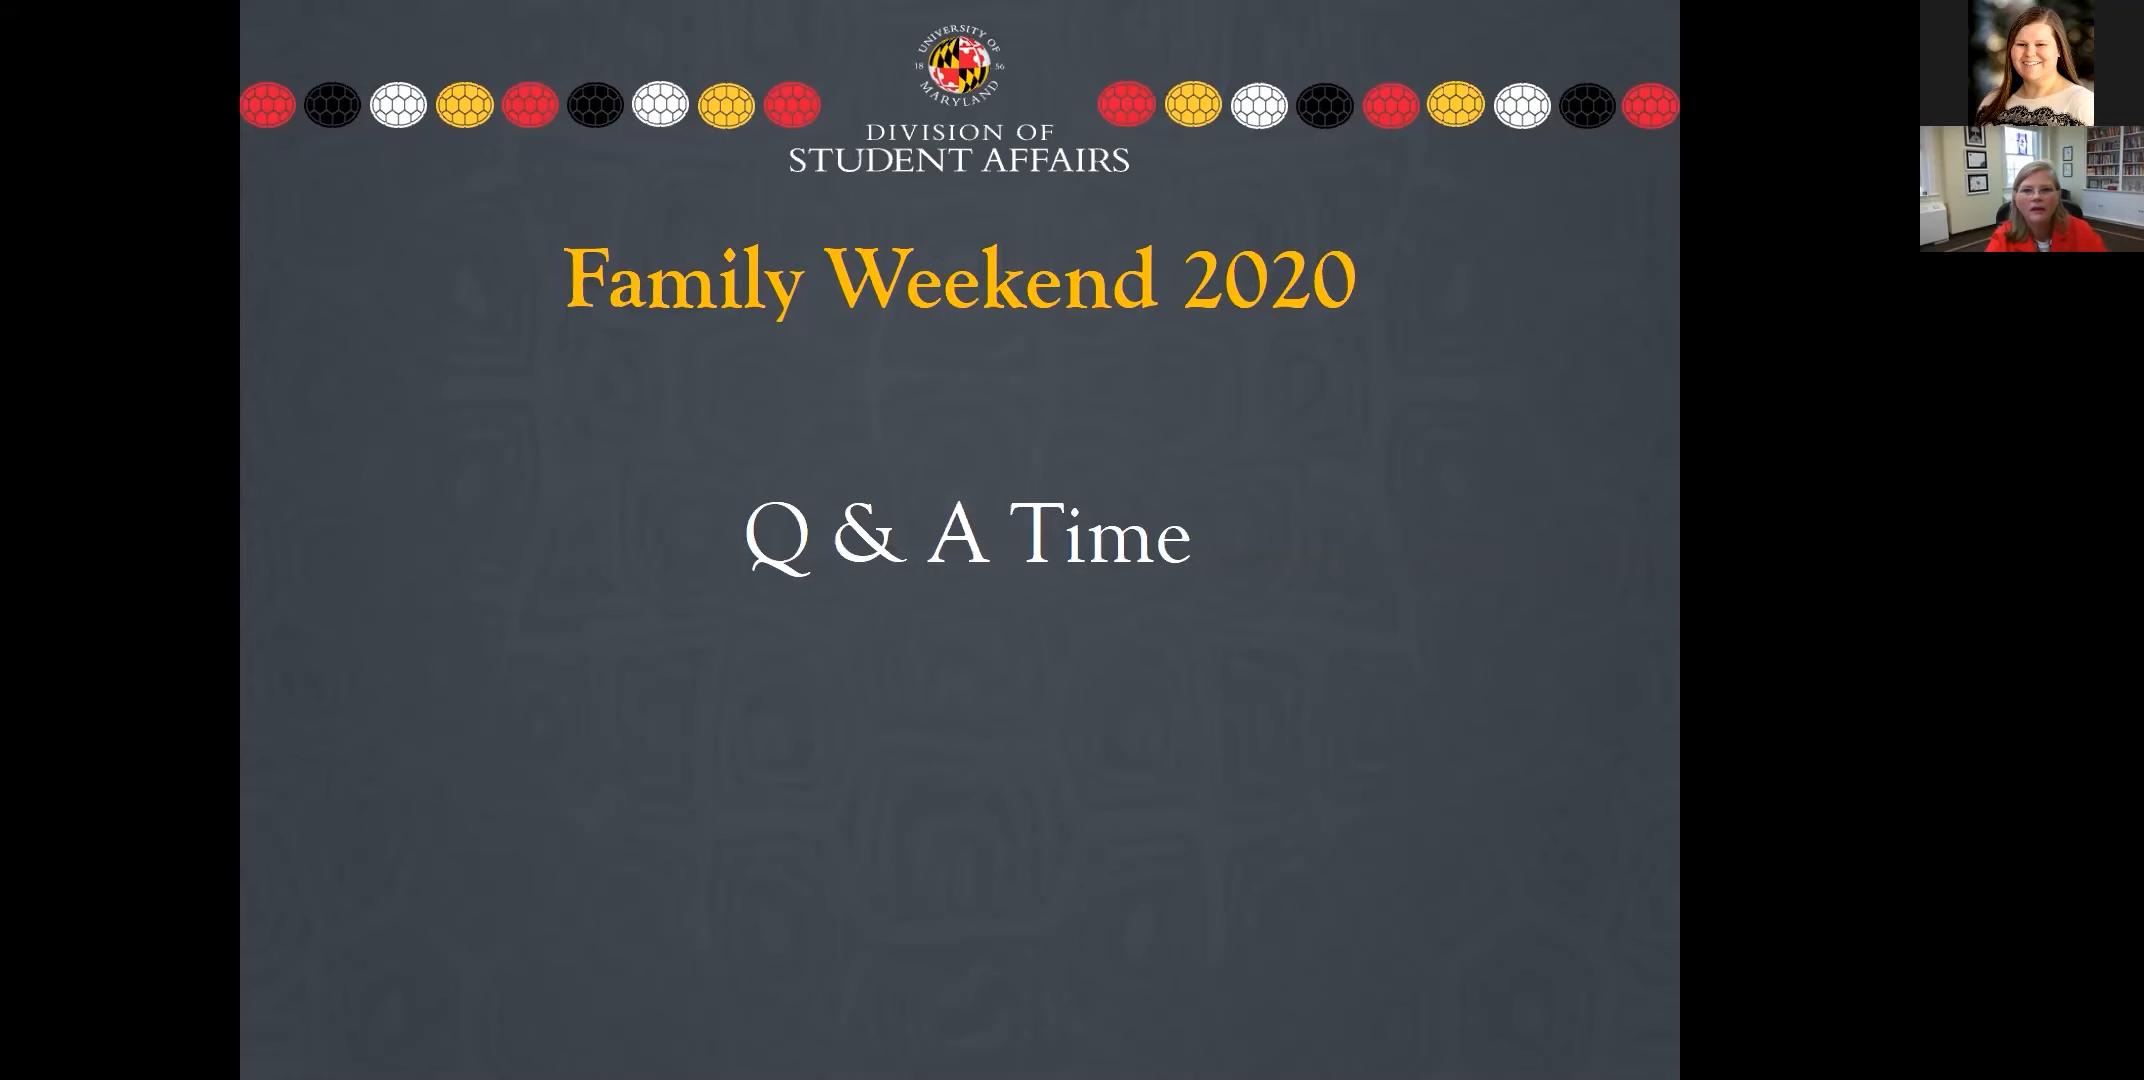 UNIVERSITY OF
18 56
MARYLAND
DIVISION OF
STUDENT AFFAIRS
Family Weekend 2020
Q & A Time